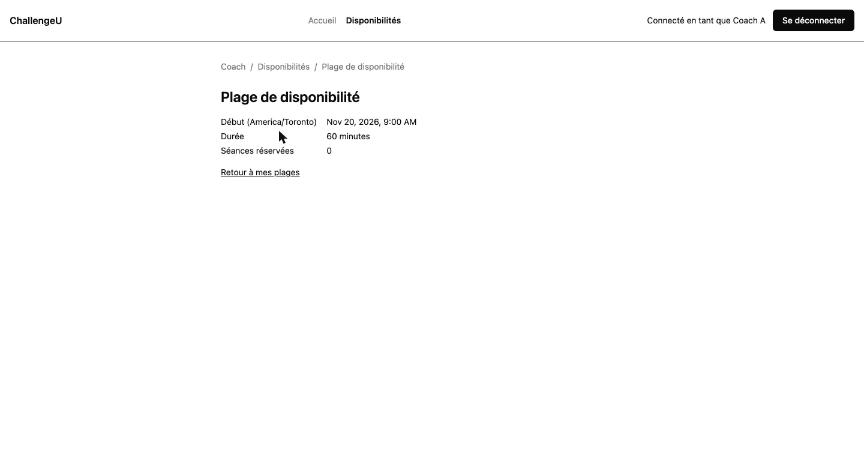 ChallengeU
Accueil Disponibilités
Connecté en tant que Coach A Se déconnecter
Coach / Disponibilités / Plage de disponibilité
Plage de disponibilité
Début (America/Toronto) Nov 20, 2026, 9:00 AM
Durée 60 minutes
Séances réservées 0
Retour à mes plages